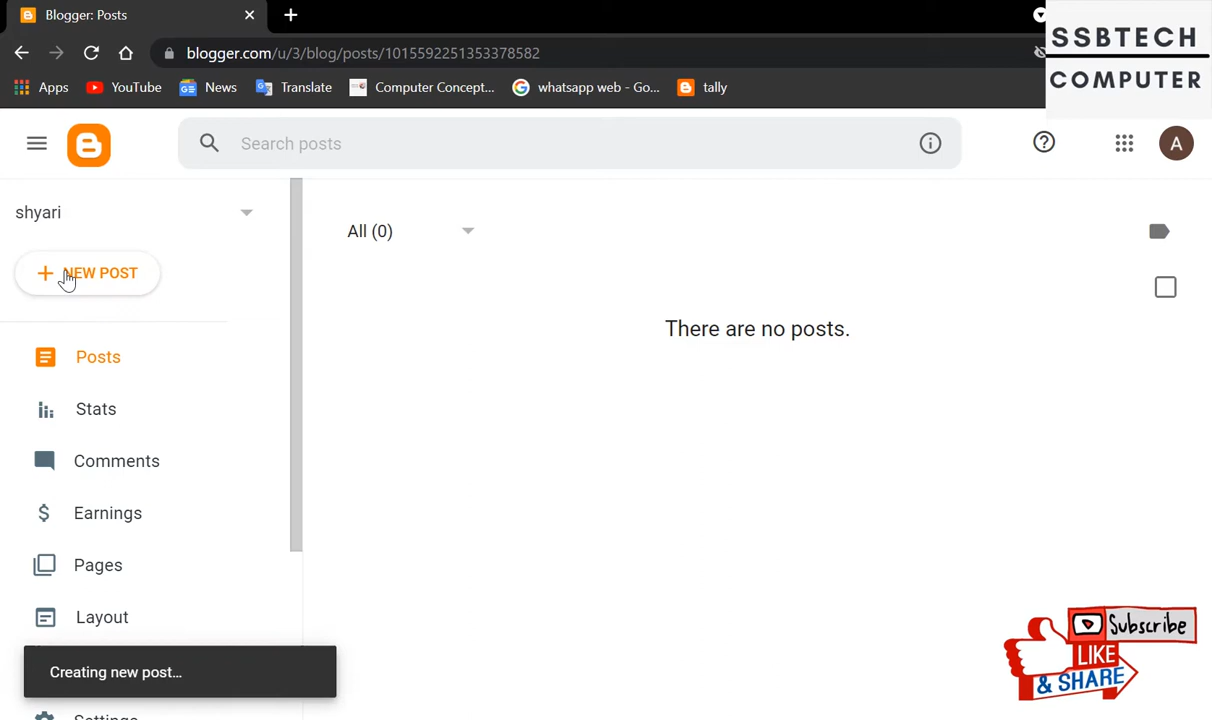 Blogger: Posts
SSBTECH
COMPUTER
blogger.com/u/3/blog/posts/1015592251353378582
Apps
YouTube
News
Translate
Computer Concept...
whatsapp web - Go...
tally
Search posts
A
shyari
All (0)
NEW POST
There are no posts.
Posts
Stats
Comments
Earnings
Pages
Layout
Subscribe
LIKE
& SHARE
Creating new post...
Settings